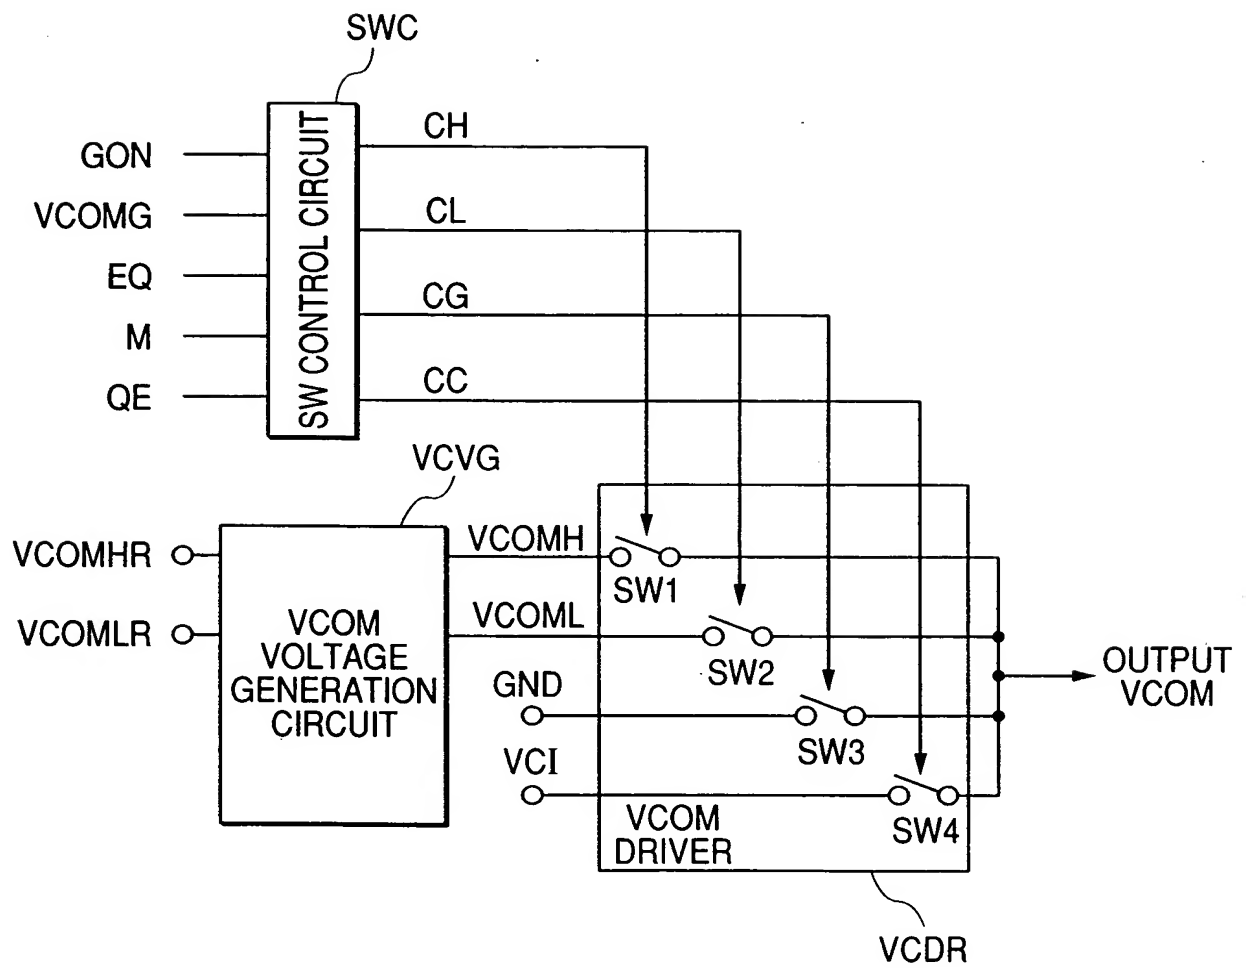 SWC
SW CONTROL CIRCUIT
GON
VCOMG
EQ
M
QE
CH
CL
CG
CC
VCVG
VCOMHR
VCOMLR
VCOM
VOLTAGE
GENERATION
CIRCUIT
VCOMH
VCOML
GND
VCI
SW1
SW2
SW3
SW4
VCOM
DRIVER
OUTPUT
VCOM
VCDR